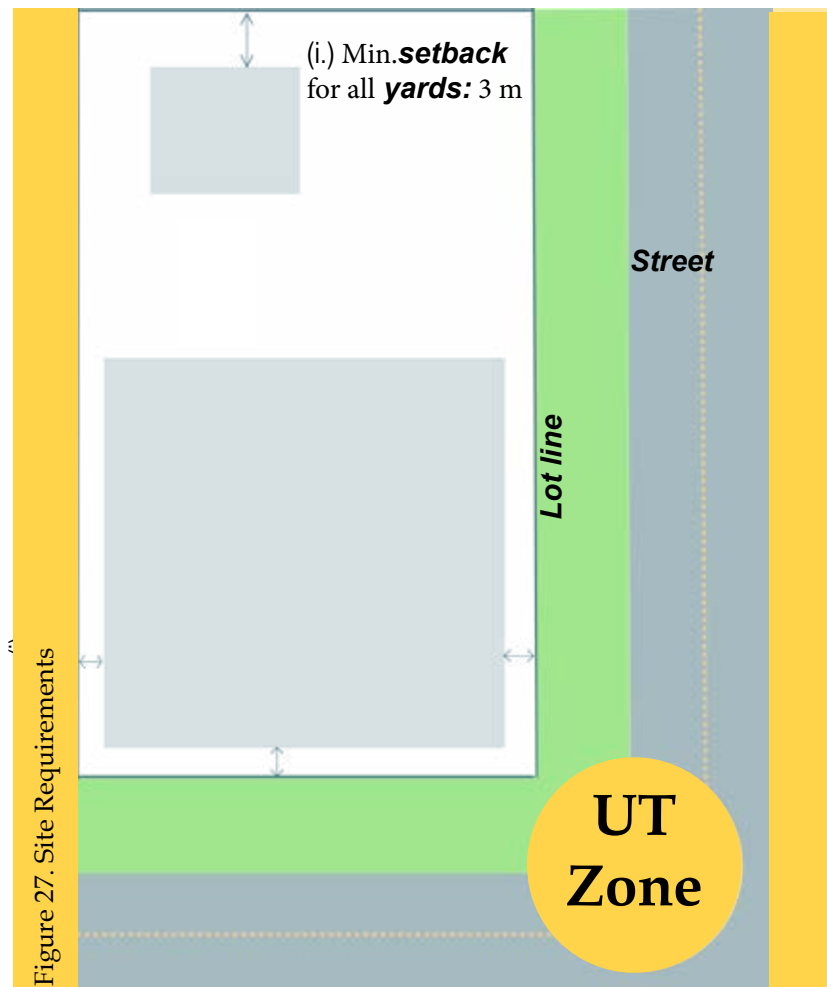 (i.) Min.setback
for all yards: 3 m
Street
Lot line
UT
Zone
Figure 27. Site Requirements